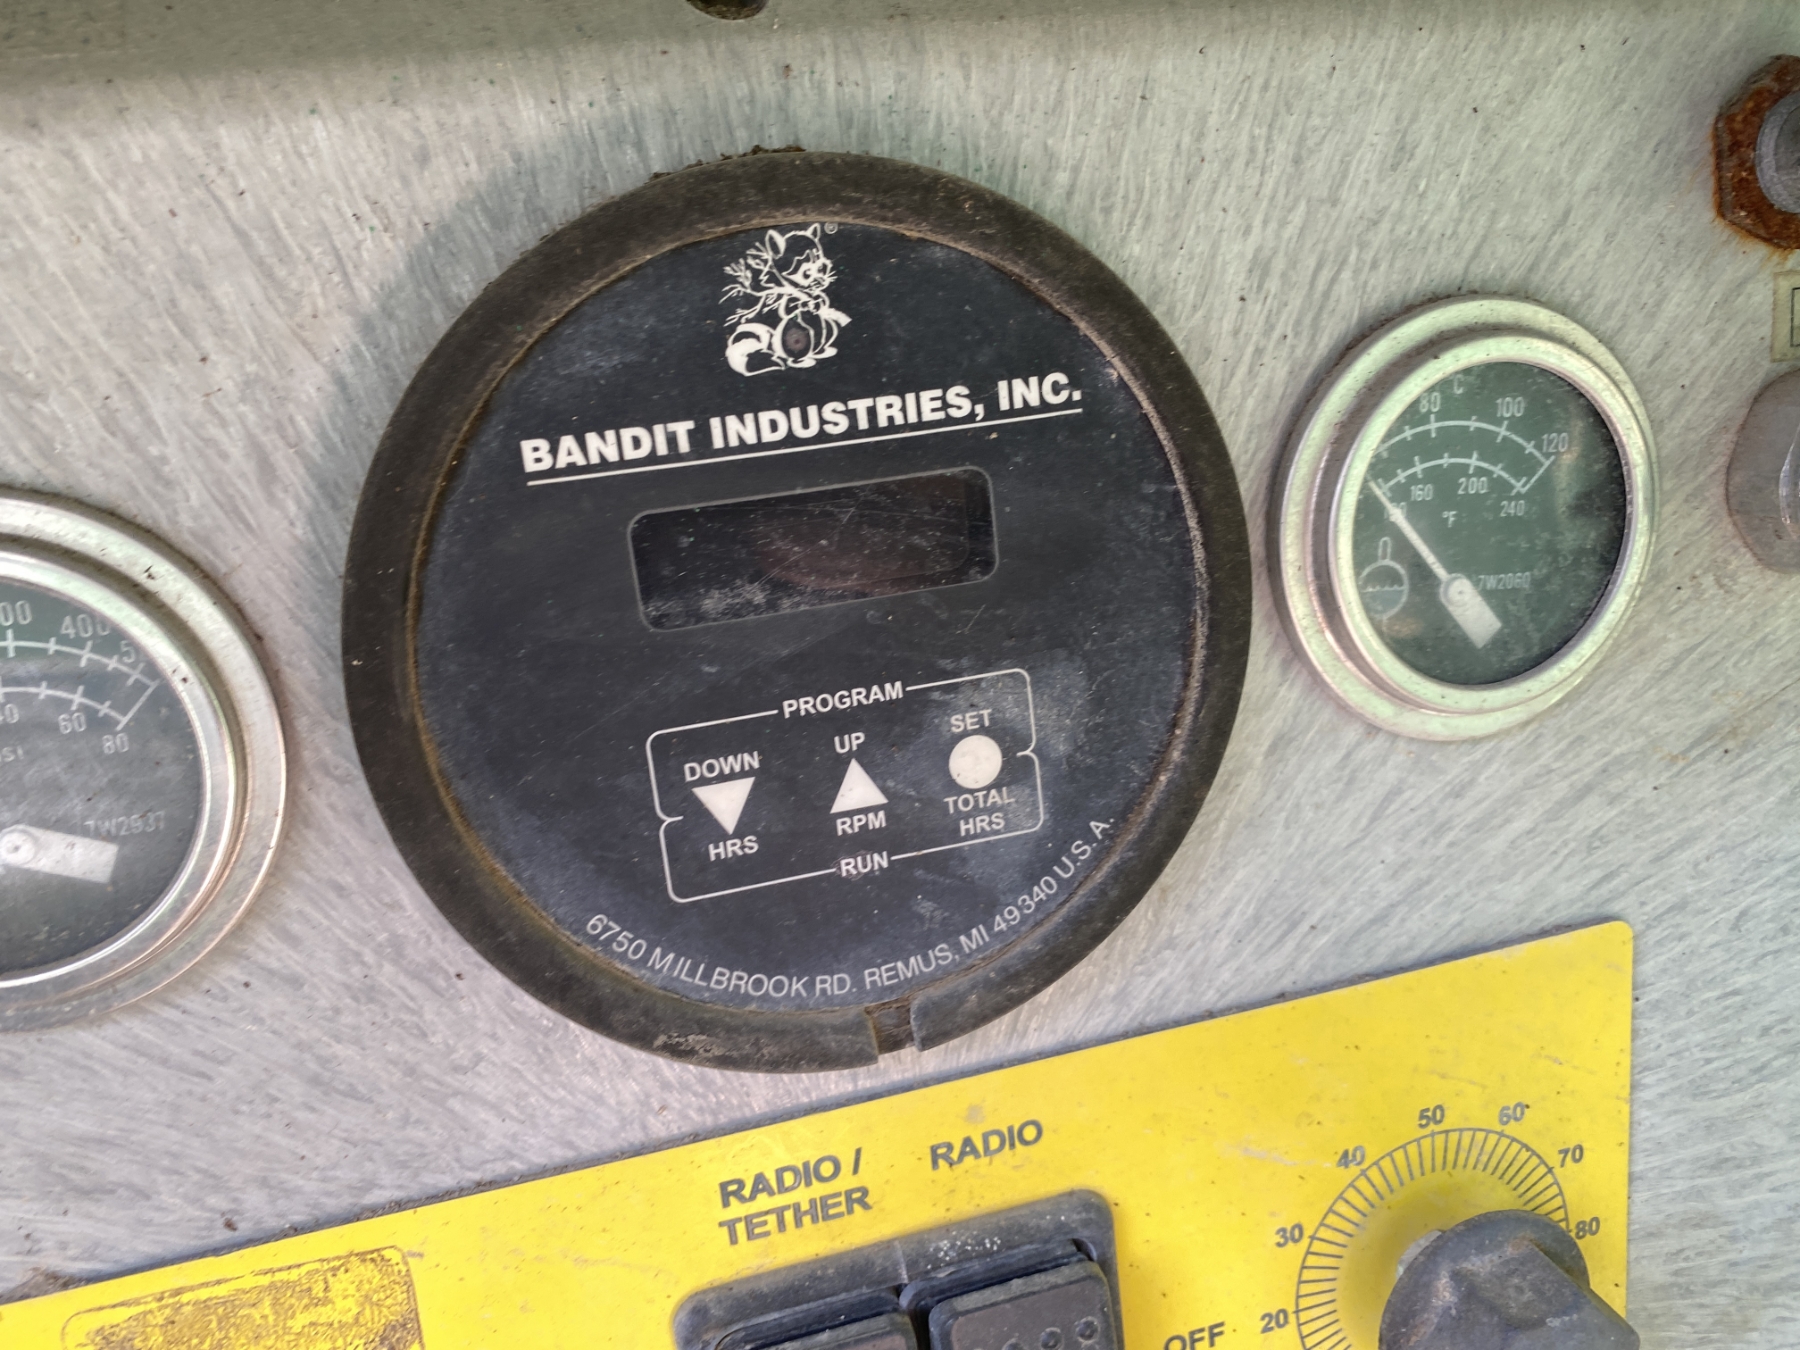 ®
BANDIT INDUSTRIES, INC.
PROGRAM
DOWN UP SET
HRS RPM TOTAL HRS
RUN
6750 MILLBROOK RD. REMUS, MI 49340 U.S.A.
C
80 100 120
160 200 240
°F
7W2060
400
60
80
7W2937
RADIO / TETHER
RADIO
OFF
20 30 40 50 60 70 80